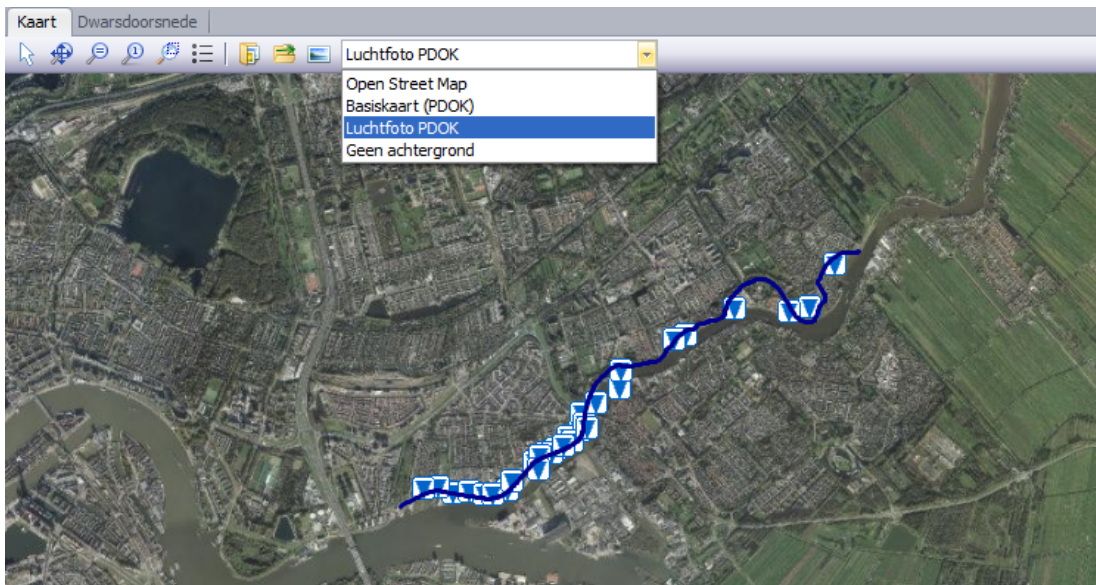 Kaart Dwarsdoorsnede
Luchtfoto PDOK
Open Street Map
Basiskaart (PDOK)
Luchtfoto PDOK
Geen achtergrond